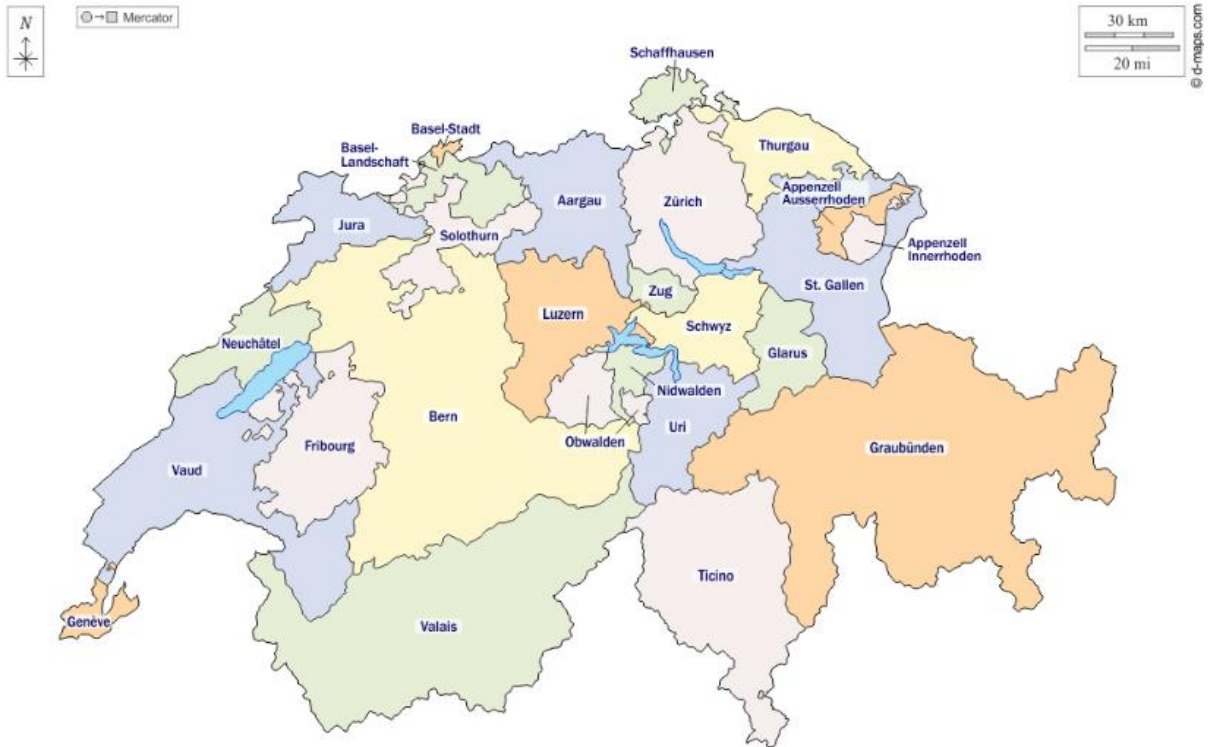 N
Mercator
30 km
20 mi
© d-maps.com
Schaffhausen
Basel-Stadt
Basel-
Landschaft
Thurgau
Appenzell
Ausserrhoden
Aargau
Zürich
Jura
Solothurn
Appenzell
Innerrhoden
St. Gallen
Zug
Luzern
Schwyz
Neuchâtel
Glarus
Nidwalden
Bern
Uri
Obwalden
Fribourg
Graubünden
Vaud
Ticino
Genève
Valais